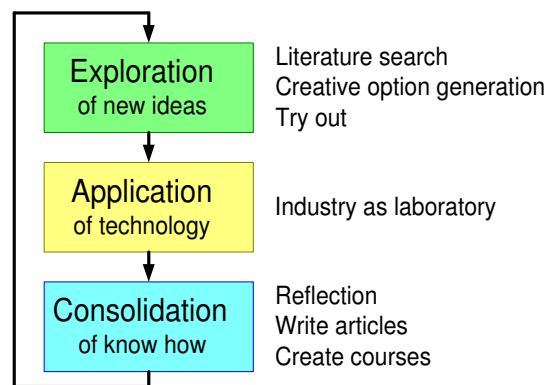 Exploration
of new ideas
Literature search
Creative option generation
Try out
Application
of technology
Industry as laboratory
Consolidation
of know how
Reflection
Write articles
Create courses